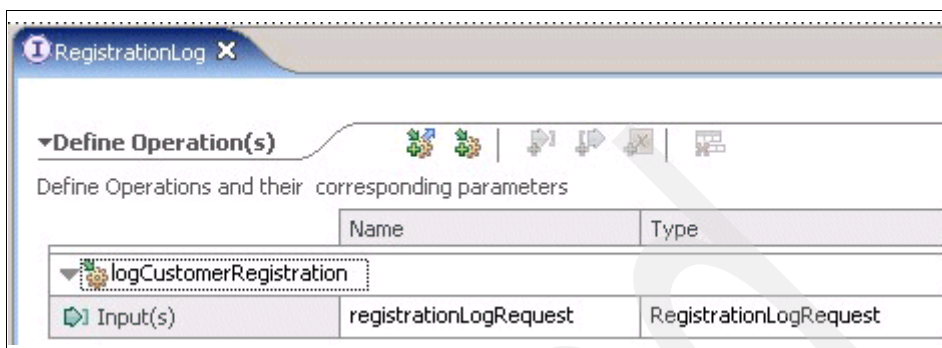 RegistrationLog
Define Operation(s)
Define Operations and their corresponding parameters
Name Type
logCustomerRegistration
Input(s) registrationLogRequest RegistrationLogRequest